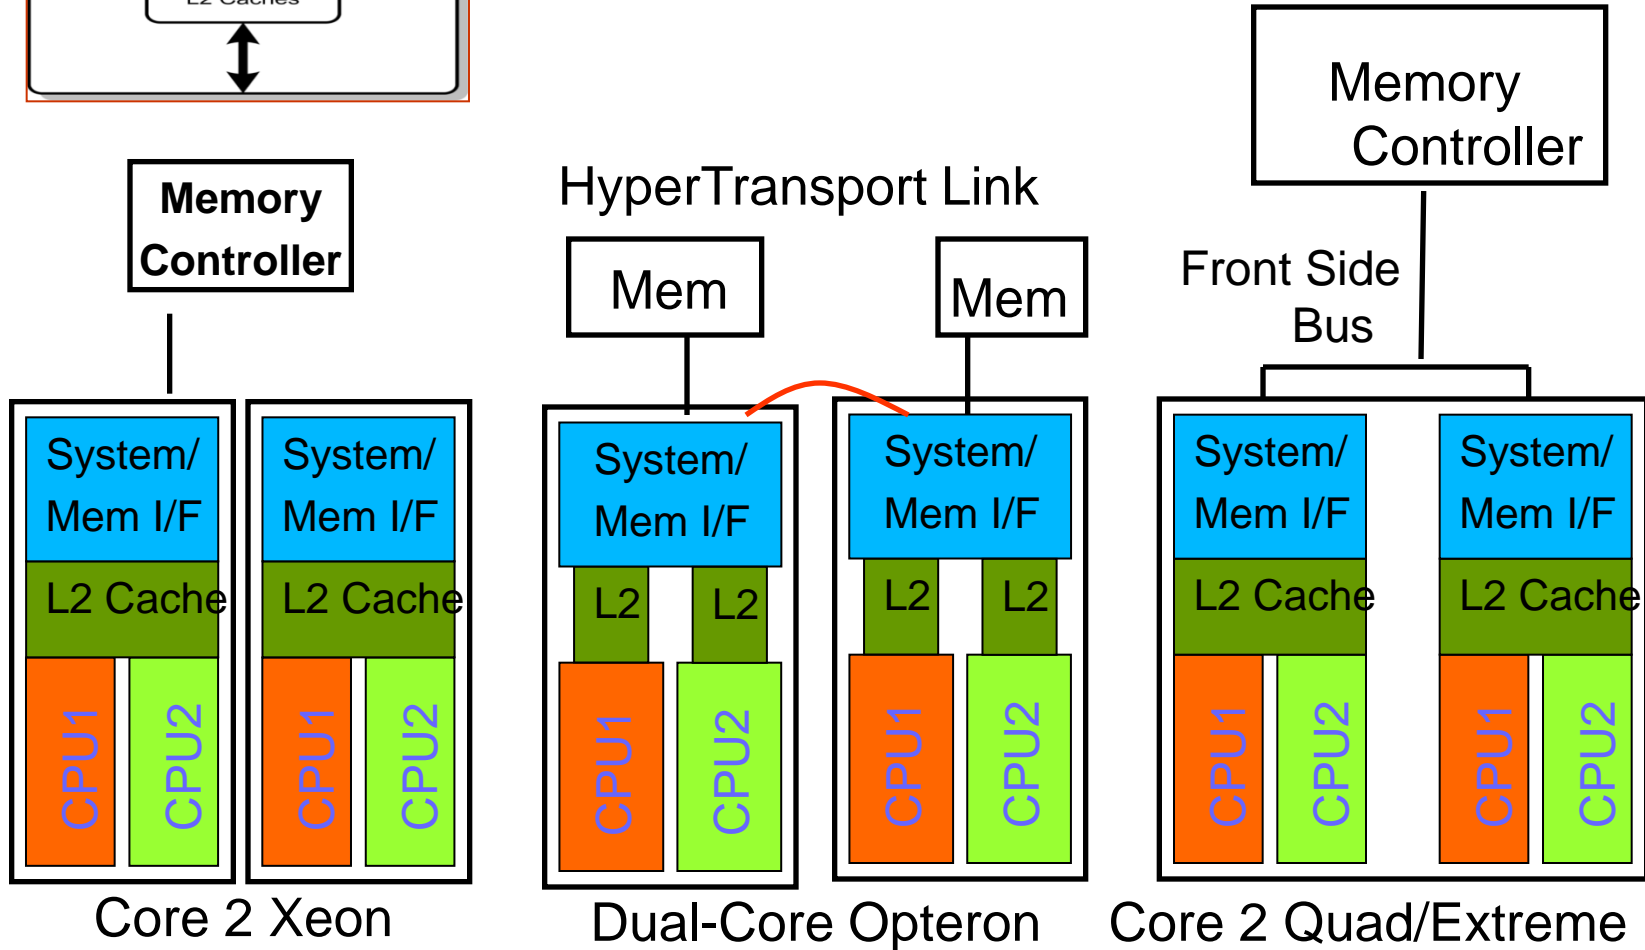 L2 Caches
Memory
Controller
HyperTransport Link
Mem
Mem
Memory
Controller
Front Side
Bus
System/
Mem I/F
L2 Cache
CPU1
CPU2
System/
Mem I/F
L2 Cache
CPU1
CPU2
Core 2 Xeon
System/
Mem I/F
L2
L2
CPU1
CPU2
System/
Mem I/F
L2
L2
CPU1
CPU2
Dual-Core Opteron
System/
Mem I/F
L2 Cache
CPU1
CPU2
System/
Mem I/F
L2 Cache
CPU1
CPU2
Core 2 Quad/Extreme